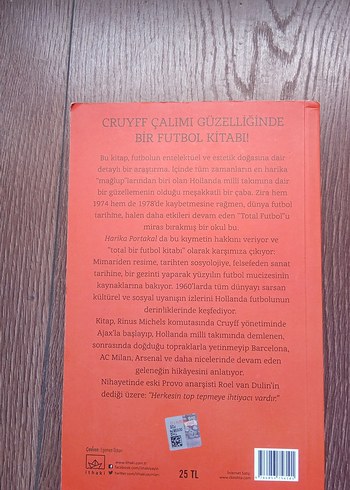 CRUYFF ÇALIMI GÜZELLİĞİNDE
BİR FUTBOL KİTABI!
Bu kitap, futbolun entelektüel ve estetik doğasına dair
detaylı bir araştırma. İçinde tüm zamanların en harika
"mağlup"larından biri olan Hollanda milli takımına dair
bir güzellemenin olduğu meşakkatli bir çaba. Zira hem
1974 hem de 1978'de kaybetmesine rağmen, dünya futbol
tarihine, halen daha etkileri devam eden "Total Futbol"u
miras bırakmış bir okul bu.
Harika Portakal da bu kıymetin hakkını veriyor ve
"total bir futbol kitabı" olarak karşımıza çıkıyor:
Mimariden resime, tarihten sosyolojiye, felsefeden sanat
tarihine, bir gezinti yaparak yüzyılın futbol mucizesinin
kaynaklarına bakıyor. 1960'larda tüm dünyayı sarsan
kültürel ve sosyal uyanışın izlerini Hollanda futbolunun
derinliklerinde keşfediyor.
Kitap, Rinus Michels komutasında Cruyff yönetiminde
Ajax'la başlayıp, Hollanda milli takımında demlenen,
sonrasında doğduğu topraklarla yetinmeyip Barcelona,
AC Milan, Arsenal ve daha nicelerinde devam eden
geleneğin hikâyesini anlatıyor.
Nihayetinde eski Provo anarşisti Roel van Duiin'in
dediği üzere: "Herkesin top tepmeye ihtiyacı vardır."
ithaki
25 TL